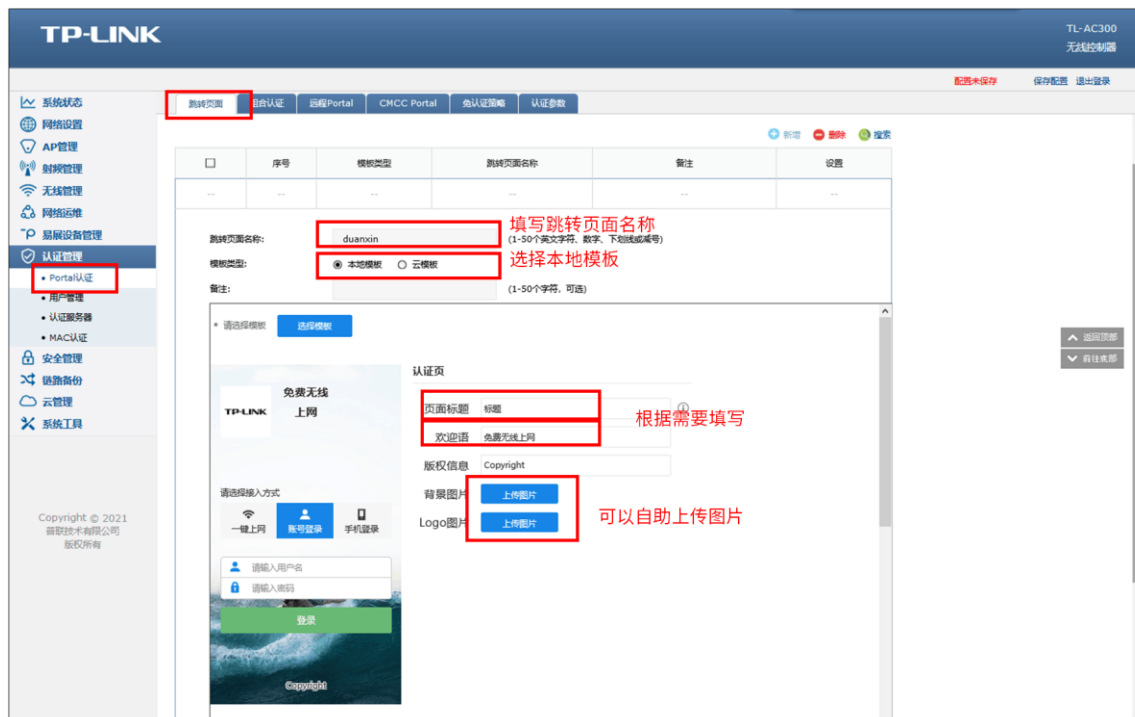 TP-LINK
TL-AC300
无线控制器
配置未保存 保存配置 退出登录
系统状态
网络设置
AP管理
射频管理
无线管理
网络运维
易展设备管理
认证管理
• Portal认证
• 用户管理
• 认证服务器
• MAC认证
安全管理
链路备份
云管理
系统工具
Copyright © 2021
普联技术有限公司
版权所有
跳转页面 组合认证 远程Portal CMCC Portal 免认证策略 认证参数
新增 删除 搜索
序号 模板类型 跳转页面名称 备注 设置
-- -- -- -- -- --
填写跳转页面名称
跳转页面名称: duanxin (1-50个英文字符、数字、下划线或减号)
模板类型: 本地模板 云模板 选择本地模板
备注: (1-50个字符，可选)
* 请选择模板 选择模板
TP-LINK
免费无线
上网
请选择接入方式
一键上网 账号登录 手机登录
请输入用户名
请输入密码
登录
Copyright
认证页
页面标题 标题
根据需要填写
欢迎语 免费无线上网
版权信息 Copyright
背景图片 上传图片
可以自助上传图片
Logo图片 上传图片
返回顶部
前往底部